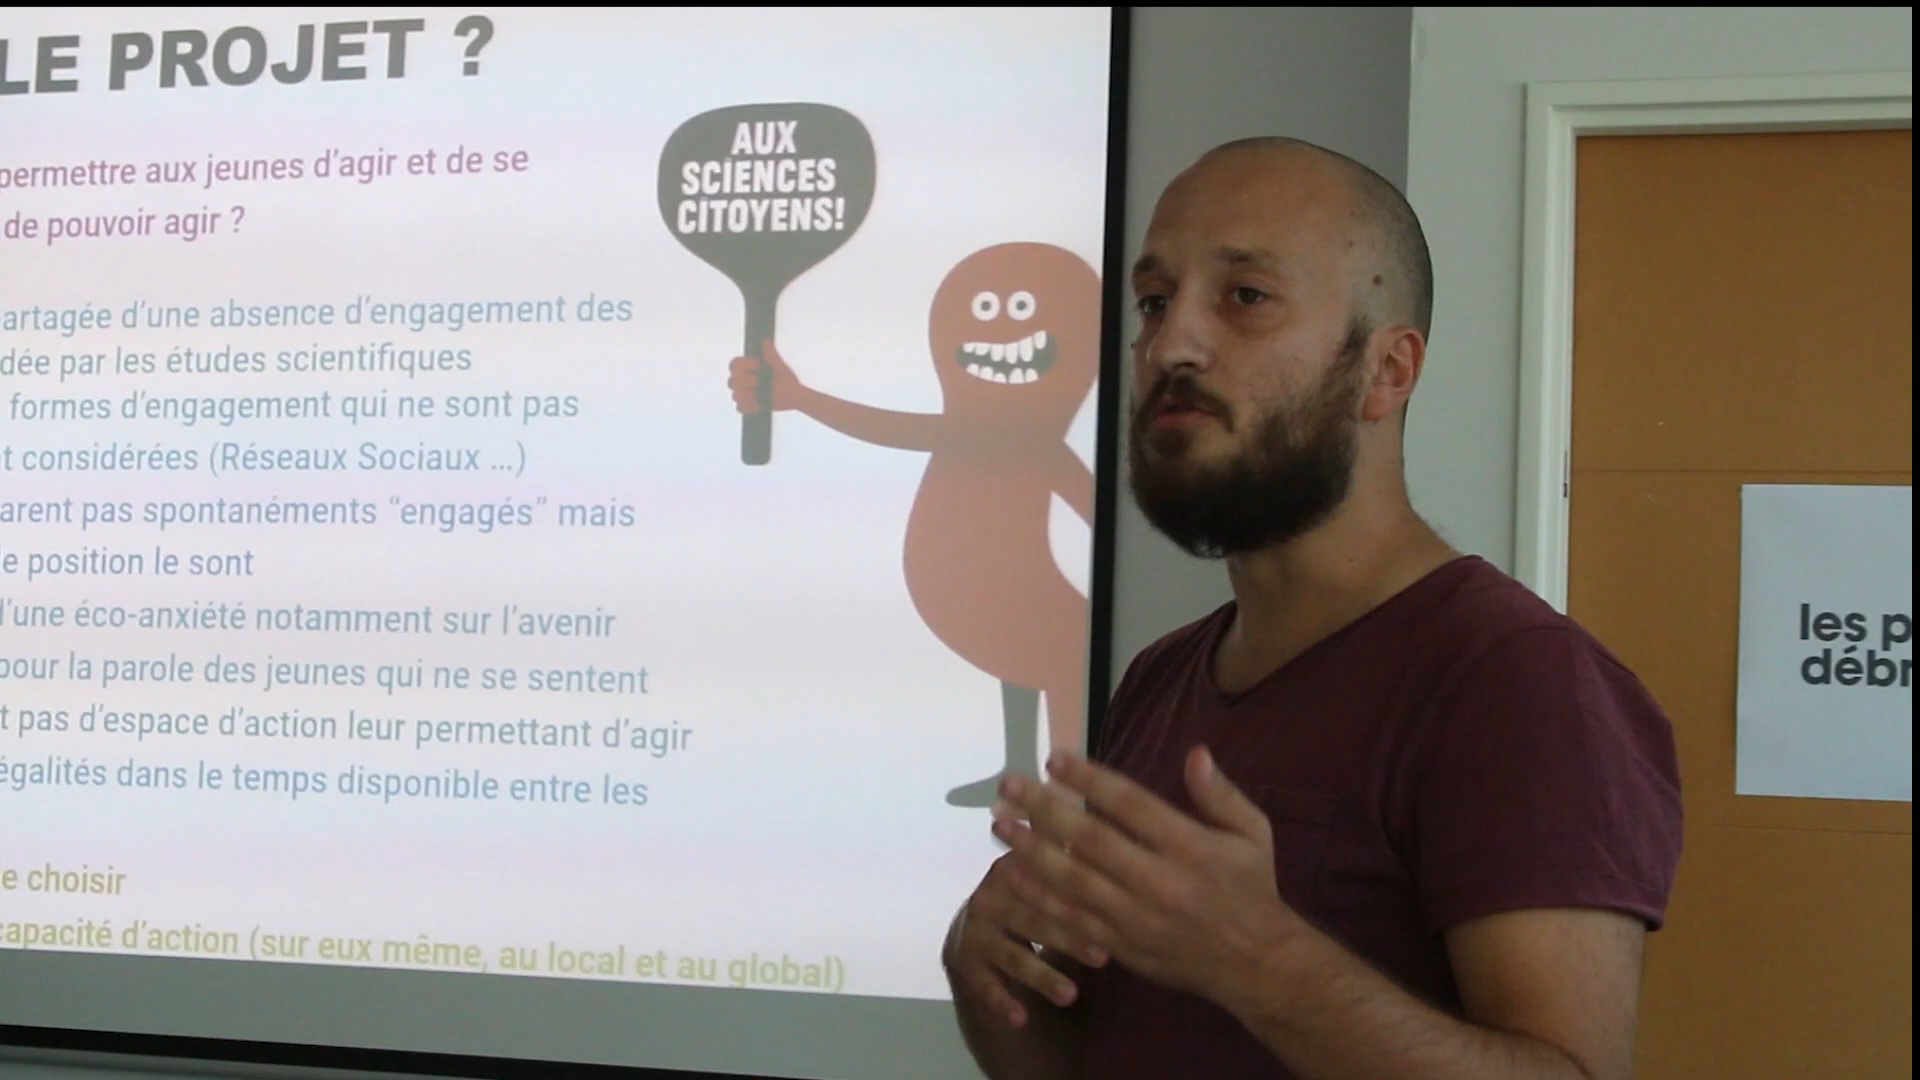 LE PROJET ?
permettre aux jeunes d'agir et de se
de pouvoir agir ?
AUX
SCIENCES
CITOYENS!
artagée d'une absence d'engagement des
dée par les études scientifiques
formes d'engagement qui ne sont pas
t considérées (Réseaux Sociaux ...)
arent pas spontanéments “engagés” mais
e position le sont
d'une éco-anxiété notamment sur l'avenir
pour la parole des jeunes qui ne se sentent
t pas d'espace d'action leur permettant d'agir
égalités dans le temps disponible entre les
e choisir
capacité d'action (sur eux même, au local et au global)
les p
débr